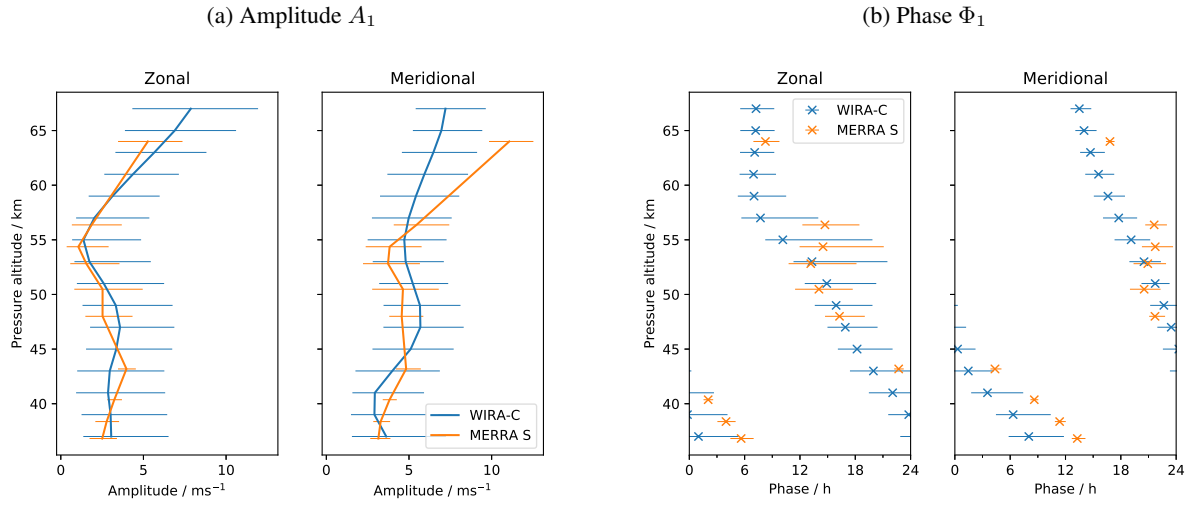 (a) Amplitude A₁
(b) Phase Φ₁
Zonal
Meridional
Zonal
Meridional
Pressure altitude / km
65
60
55
50
45
40
0
5
10
Amplitude / ms⁻¹
0
5
10
Amplitude / ms⁻¹
WIRA-C
MERRA S
Pressure altitude / km
65
60
55
50
45
40
WIRA-C
MERRA S
0
6
12
18
24
Phase / h
0
6
12
18
24
Phase / h